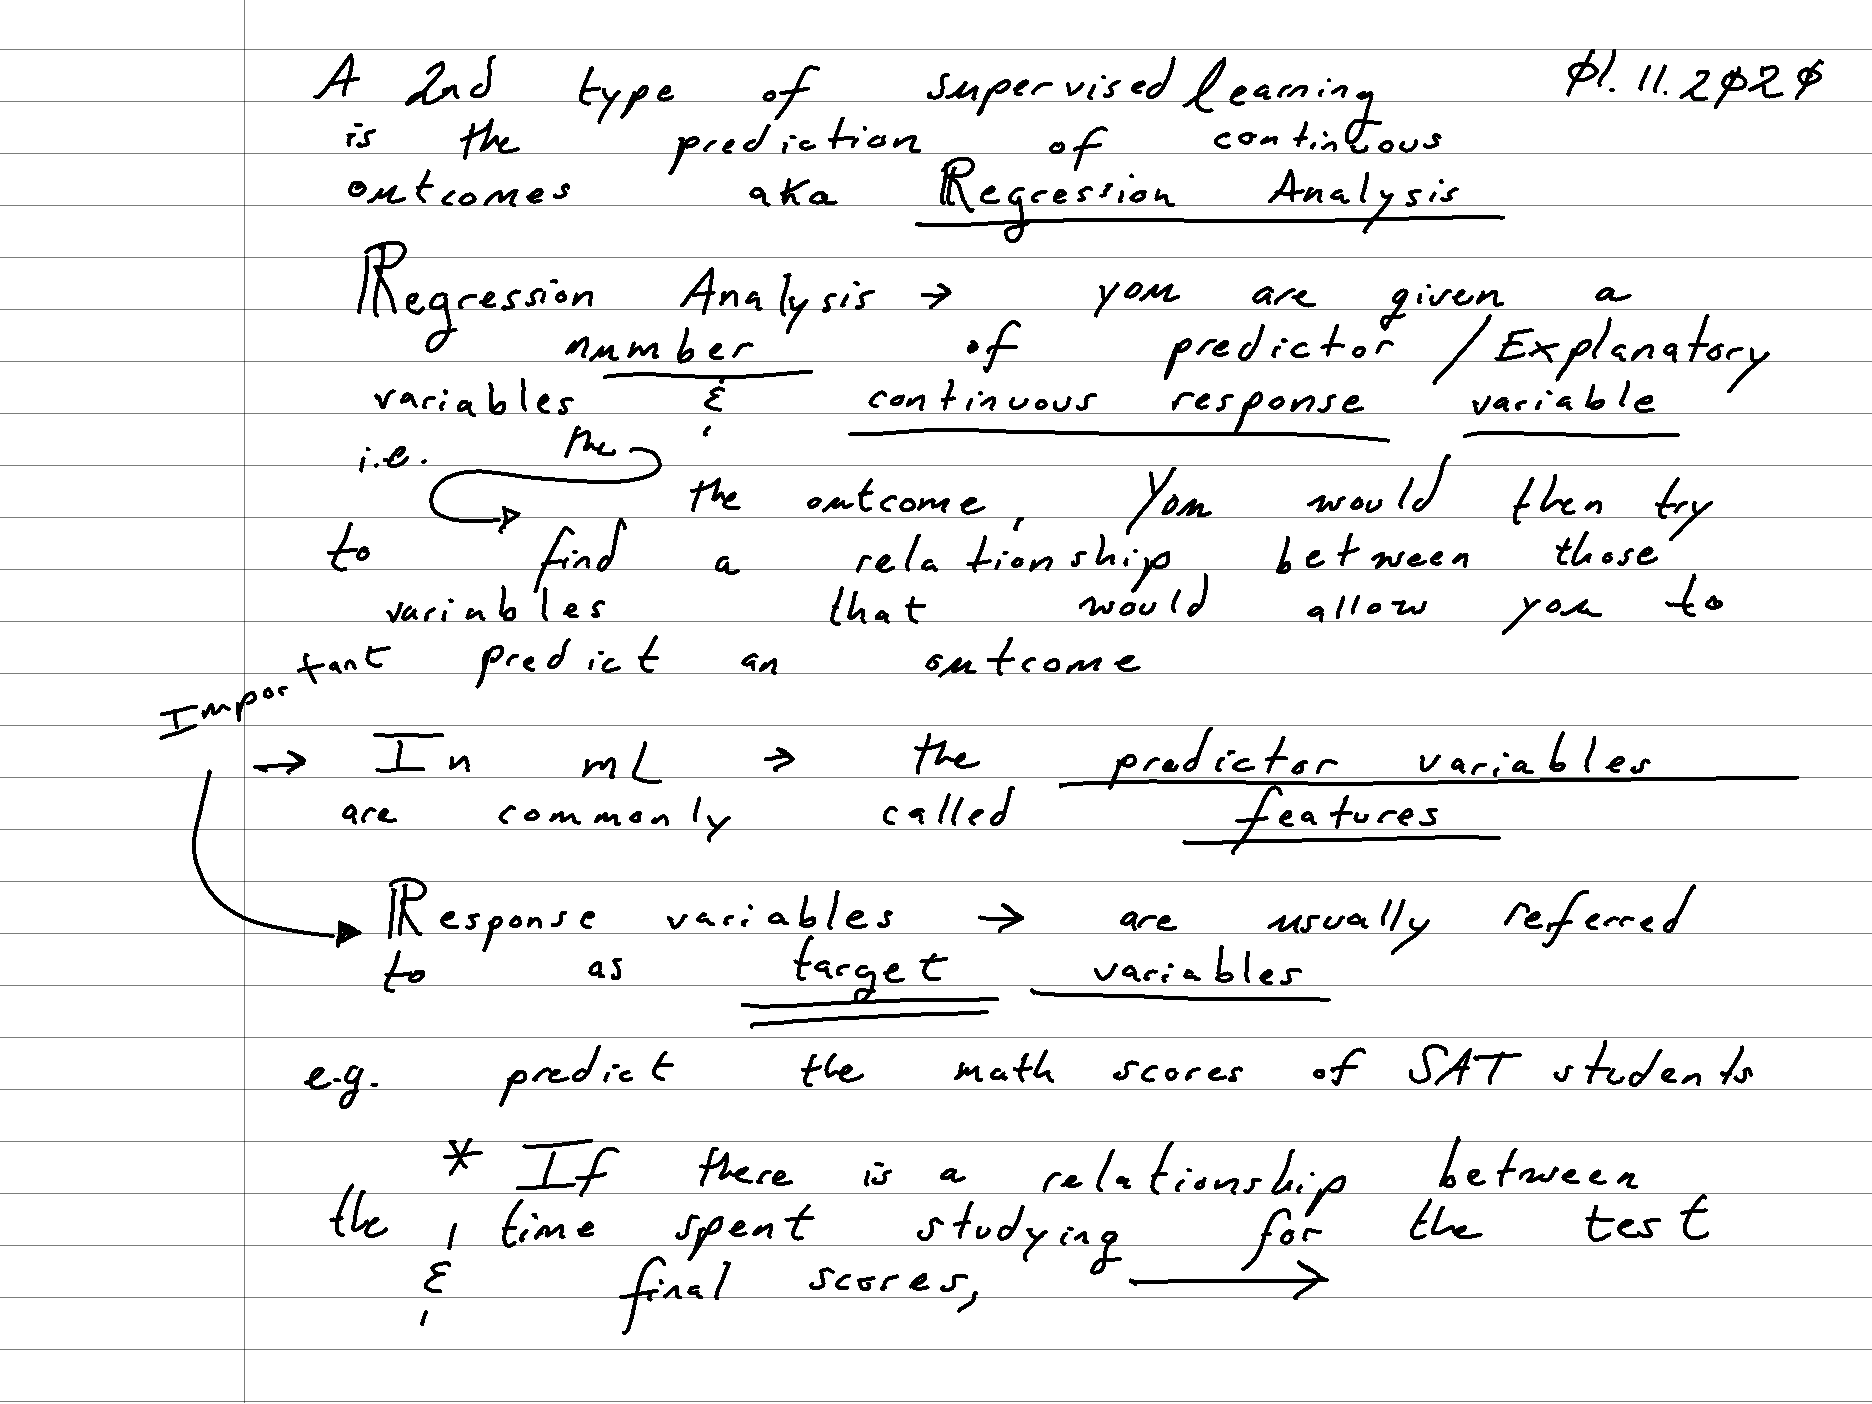 A 2nd type of supervised learning 01.11.2020
is the prediction of continuous
outcomes aka Regression Analysis
Regression Analysis → you are given a
number of predictor / Explanatory
variables & continuous response variable
i.e. the
the outcome, You would then try
to find a relationship between those
variables that would allow you to
predict an outcome
Important
→ In mL → the predictor variables
are commonly called features
Response variables → are usually referred
to as target variables
e.g. predict the math scores of SAT students
* If there is a relationship between
the time spent studying for the test
& final scores, →